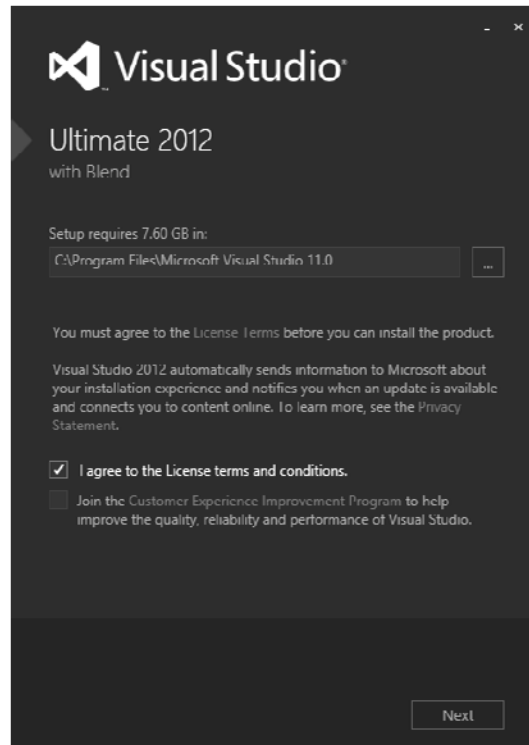 Visual Studio
Ultimate 2012
with Blend
Setup requires 7.60 GB in:
C:\Program Files\Microsoft Visual Studio 11.0
...
You must agree to the License Terms before you can install the product.
Visual Studio 2012 automatically sends information to Microsoft about
your installation experience and notifies you when an update is available
and connects you to content online. To learn more, see the Privacy
Statement.
I agree to the License terms and conditions.
Join the Customer Experience Improvement Program to help
improve the quality, reliability and performance of Visual Studio.
Next